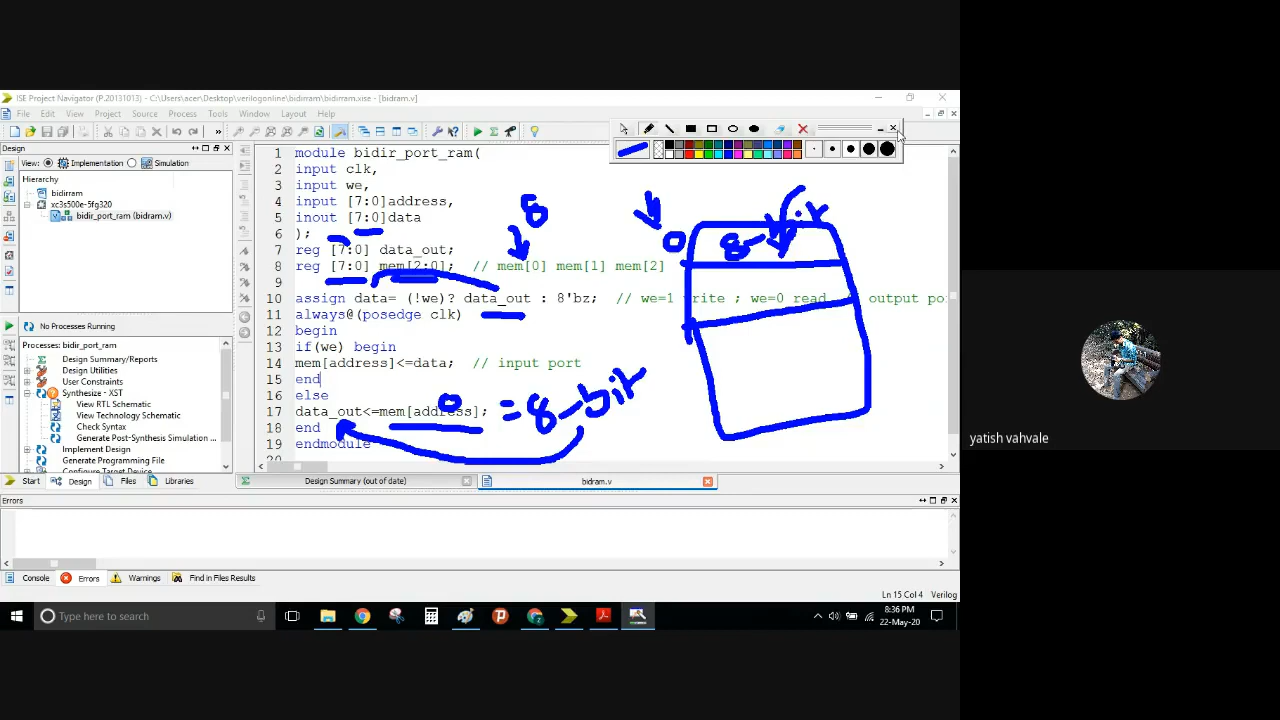 ISE Project Navigator (P.20131013) - C:\Users\acer\Desktop\verilogonline\bidirram\bidirram.xise - [bidram.v]
File Edit View Project Source Process Tools Window Layout Help
Design
View: Implementation Simulation
Hierarchy
bidirram
xc3s500e-5fg320
bidir_port_ram (bidram.v)
No Processes Running
Processes: bidir_port_ram
Design Summary/Reports
Design Utilities
User Constraints
Synthesize - XST
View RTL Schematic
View Technology Schematic
Check Syntax
Generate Post-Synthesis Simulation ...
Implement Design
Generate Programming File
Configure Target Device
Start Design Files Libraries
1 module bidir_port_ram(
2 input clk,
3 input we,
4 input [7:0]address,
5 inout [7:0]data
6 );
7 reg [7:0] data_out;
8 reg [7:0] mem[2:0]; // mem[0] mem[1] mem[2]
9
10 assign data= (!we)? data_out : 8'bz; // we=1 write ; we=0 read output po
11 always@(posedge clk)
12 begin
13 if(we) begin
14 mem[address]<=data; // input port
15 end
16 else
17 data_out<=mem[address];
18 end
19 endmodule
20
8
0
8-bit
0
= 8-bit
Design Summary (out of date)
bidram.v
Errors
Console Errors Warnings Find in Files Results
Ln 15 Col 4 Verilog
Type here to search
8:36 PM
22-May-20
yatish vahvale